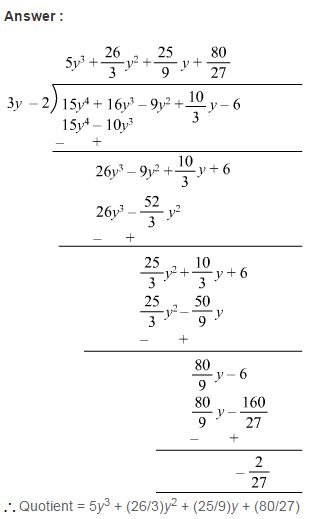 Answer :
5y³ + 26/3 y² + 25/9 y + 80/27
3y – 2) 15y⁴ + 16y³ – 9y² + 10/3 y – 6
15y⁴ – 10y³
– +
26y³ – 9y² + 10/3 y + 6
26y³ – 52/3 y²
– +
25/3 y² + 10/3 y + 6
25/3 y² – 50/9 y
– +
80/9 y – 6
80/9 y – 160/27
– +
– 2/27
∴ Quotient = 5y³ + (26/3)y² + (25/9)y + (80/27)